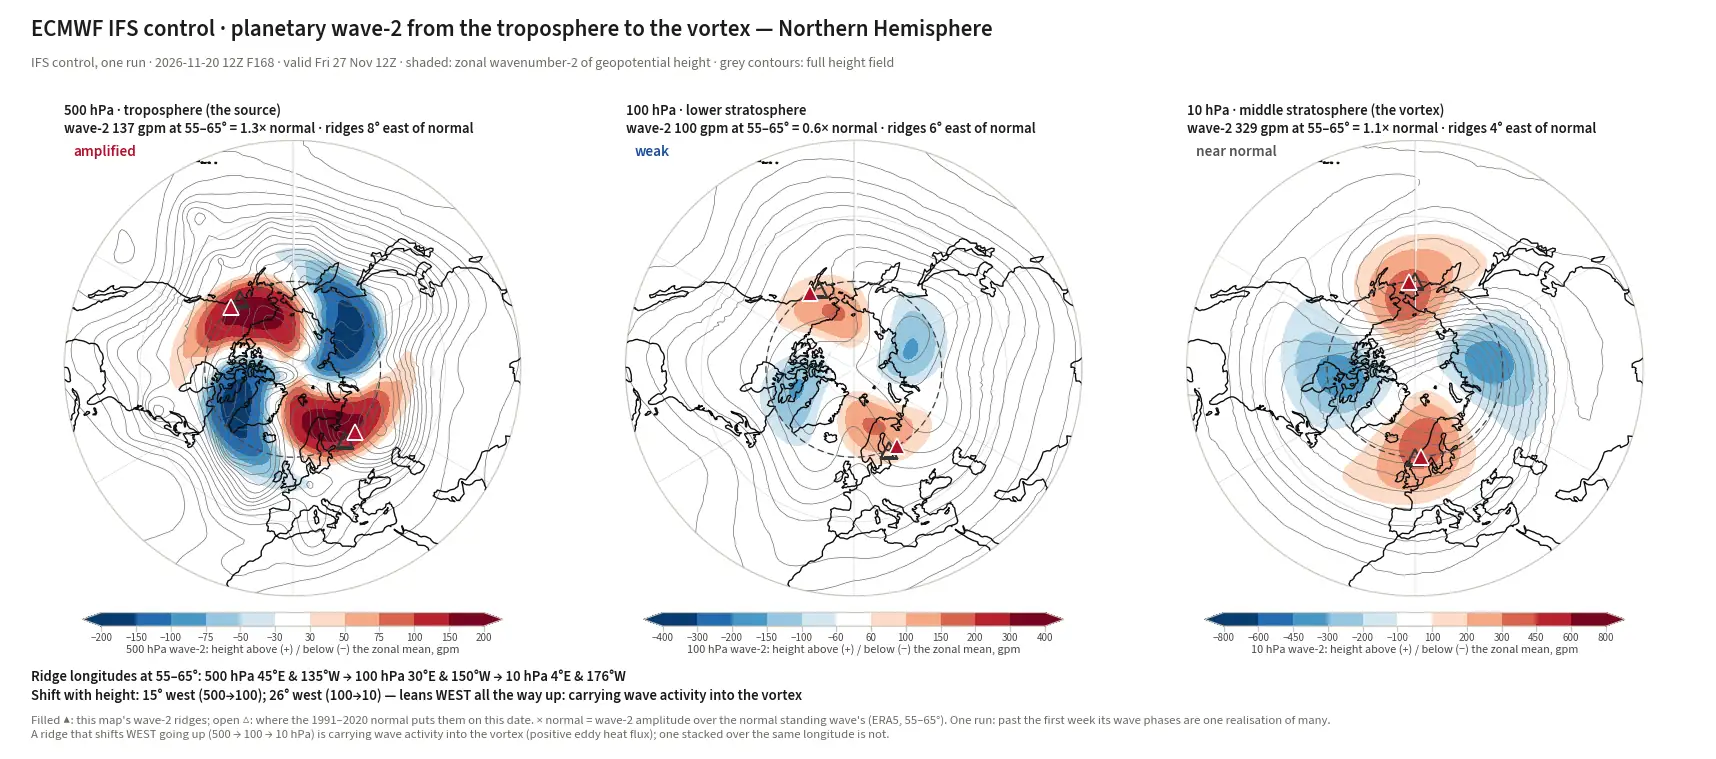 ECMWF IFS control · planetary wave-2 from the troposphere to the vortex — Northern Hemisphere
IFS control, one run · 2026-11-20 12Z F168 · valid Fri 27 Nov 12Z · shaded: zonal wavenumber-2 of geopotential height · grey contours: full height field
500 hPa · troposphere (the source)
wave-2 137 gpm at 55–65° = 1.3× normal · ridges 8° east of normal
amplified
100 hPa · lower stratosphere
wave-2 100 gpm at 55–65° = 0.6× normal · ridges 6° east of normal
weak
10 hPa · middle stratosphere (the vortex)
wave-2 329 gpm at 55–65° = 1.1× normal · ridges 4° east of normal
near normal
−200 −150 −100 −75 −50 −30 30 50 75 100 150 200
500 hPa wave-2: height above (+) / below (−) the zonal mean, gpm
−400 −300 −200 −150 −100 −60 60 100 150 200 300 400
100 hPa wave-2: height above (+) / below (−) the zonal mean, gpm
−800 −600 −450 −300 −200 −100 100 200 300 450 600 800
10 hPa wave-2: height above (+) / below (−) the zonal mean, gpm
Ridge longitudes at 55–65°: 500 hPa 45°E & 135°W → 100 hPa 30°E & 150°W → 10 hPa 4°E & 176°W
Shift with height: 15° west (500→100); 26° west (100→10) — leans WEST all the way up: carrying wave activity into the vortex
Filled ▲: this map's wave-2 ridges; open △: where the 1991–2020 normal puts them on this date. × normal = wave-2 amplitude over the normal standing wave's (ERA5, 55–65°). One run: past the first week its wave phases are one realisation of many.
A ridge that shifts WEST going up (500 → 100 → 10 hPa) is carrying wave activity into the vortex (positive eddy heat flux); one stacked over the same longitude is not.